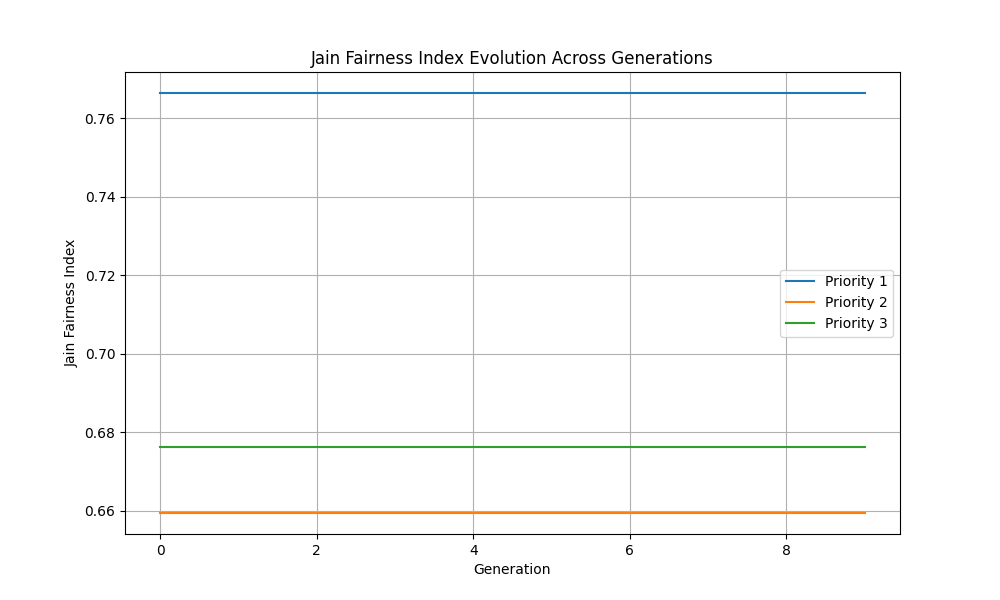 Jain Fairness Index Evolution Across Generations
0.76
0.74
0.72
0.70
0.68
0.66
Jain Fairness Index
Priority 1
Priority 2
Priority 3
0 2 4 6 8
Generation